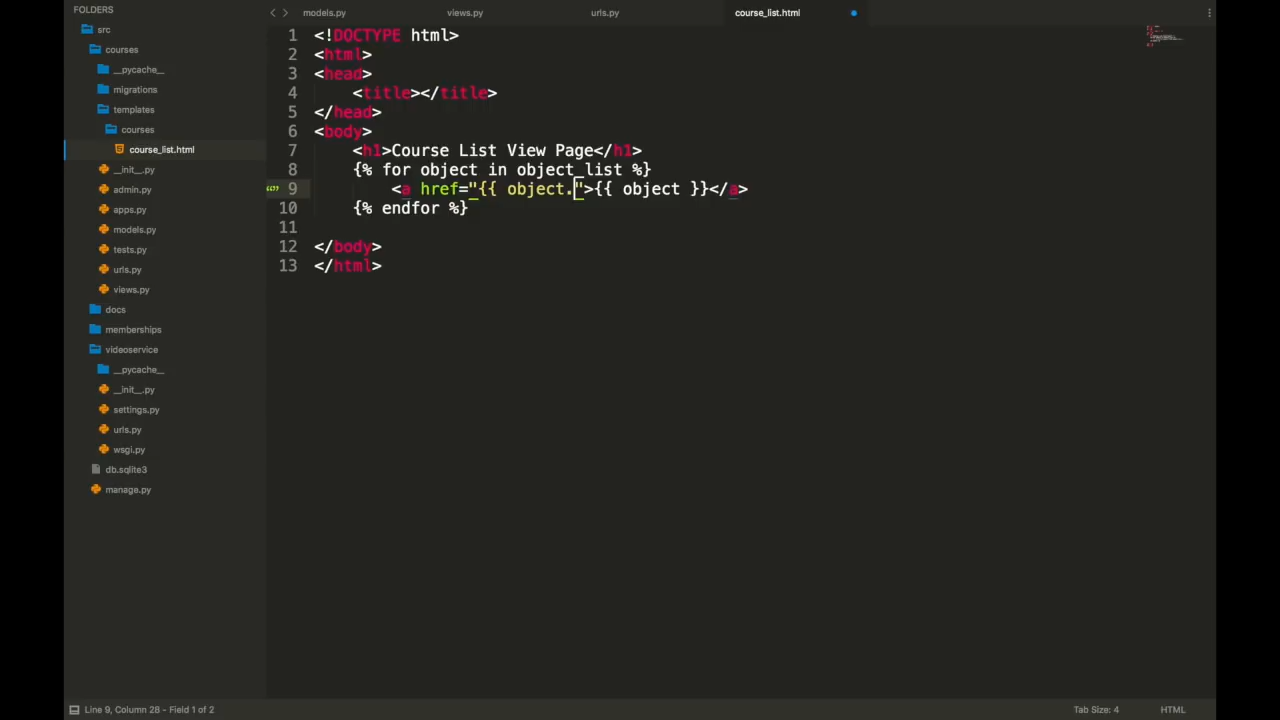 FOLDERS
src
courses
__pycache__
migrations
templates
courses
course_list.html
__init__.py
admin.py
apps.py
models.py
tests.py
urls.py
views.py
docs
memberships
videoservice
__pycache__
__init__.py
settings.py
urls.py
wsgi.py
db.sqlite3
manage.py
models.py views.py urls.py course_list.html
1 <!DOCTYPE html>
2 <html>
3 <head>
4 <title></title>
5 </head>
6 <body>
7 <h1>Course List View Page</h1>
8 {% for object in object_list %}
9 <a href="{{ object.">{{ object }}</a>
10 {% endfor %}
11
12 </body>
13 </html>
Line 9, Column 28 - Field 1 of 2 Tab Size: 4 HTML